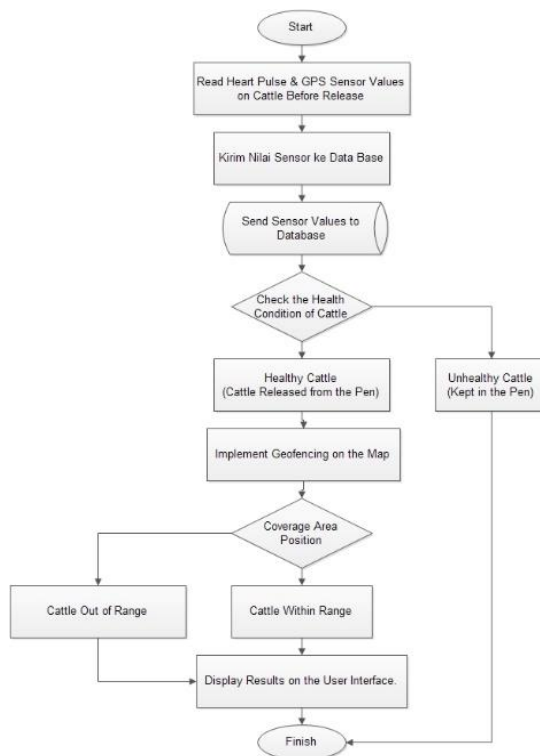 Start
Read Heart Pulse & GPS Sensor Values
on Cattle Before Release
Kirim Nilai Sensor ke Data Base
Send Sensor Values to
Database
Check the Health
Condition of Cattle
Healthy Cattle
(Cattle Released from the Pen)
Unhealthy Cattle
(Kept in the Pen)
Implement Geofencing on the Map
Coverage Area
Position
Cattle Out of Range
Cattle Within Range
Display Results on the User Interface.
Finish